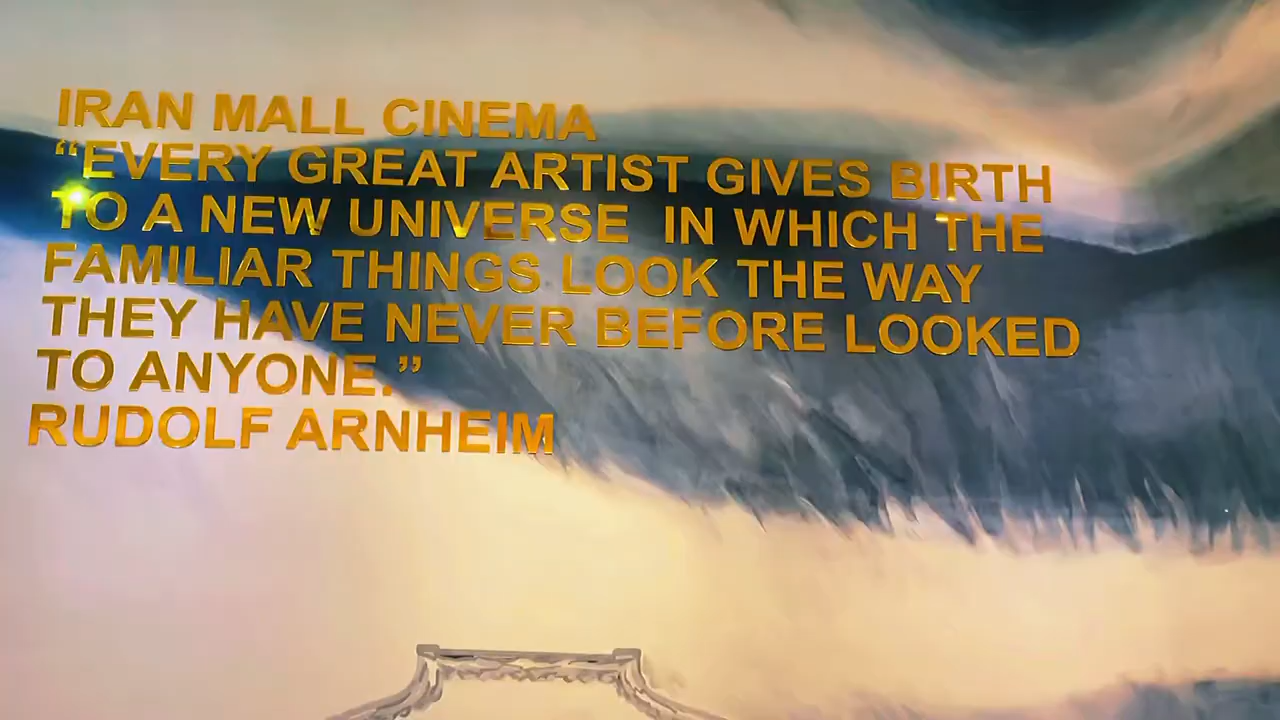 IRAN MALL CINEMA
“EVERY GREAT ARTIST GIVES BIRTH
TO A NEW UNIVERSE IN WHICH THE
FAMILIAR THINGS LOOK THE WAY
THEY HAVE NEVER BEFORE LOOKED
TO ANYONE.”
RUDOLF ARNHEIM